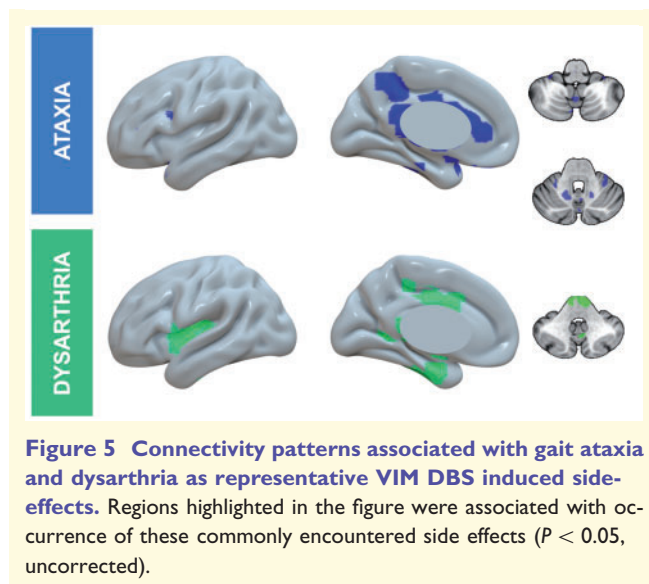 ATAXIA
DYSARTHRIA
Figure 5 Connectivity patterns associated with gait ataxia
and dysarthria as representative VIM DBS induced side-
effects. Regions highlighted in the figure were associated with oc-
currence of these commonly encountered side effects (P < 0.05,
uncorrected).